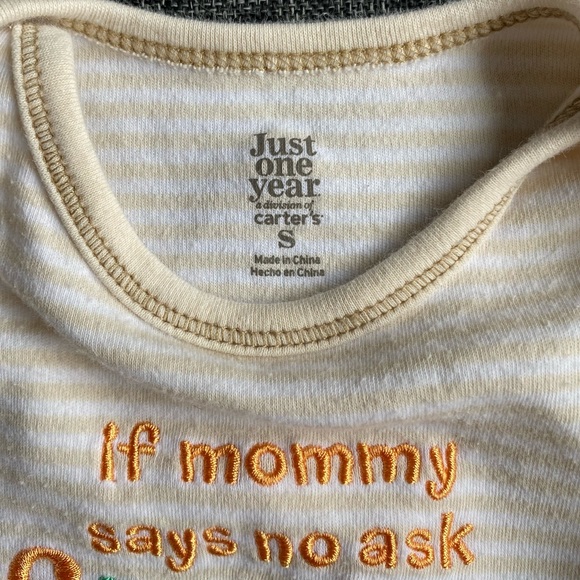 Just
one
year
a division of
carter's
S
Made in China
Hecho en China
If mommy
says no ask